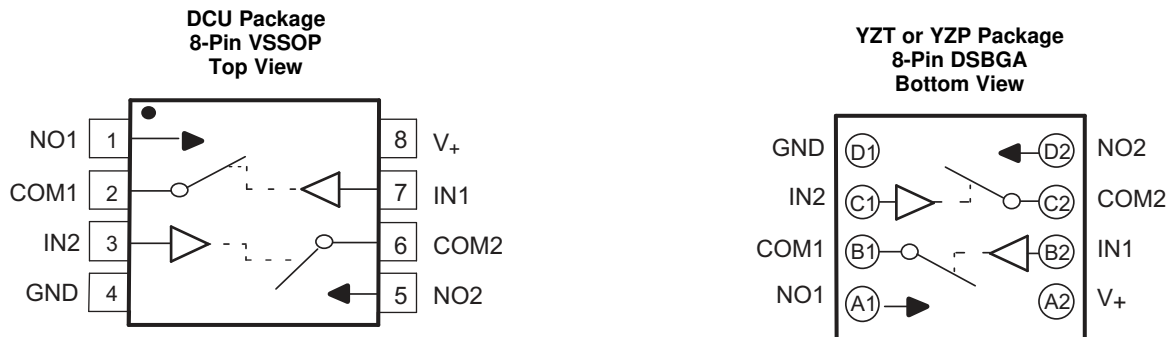 DCU Package
8-Pin VSSOP
Top View
NO1 1
8 V+
COM1 2
7 IN1
IN2 3
6 COM2
GND 4
5 NO2
YZT or YZP Package
8-Pin DSBGA
Bottom View
GND D1
D2 NO2
IN2 C1
C2 COM2
COM1 B1
B2 IN1
NO1 A1
A2 V+